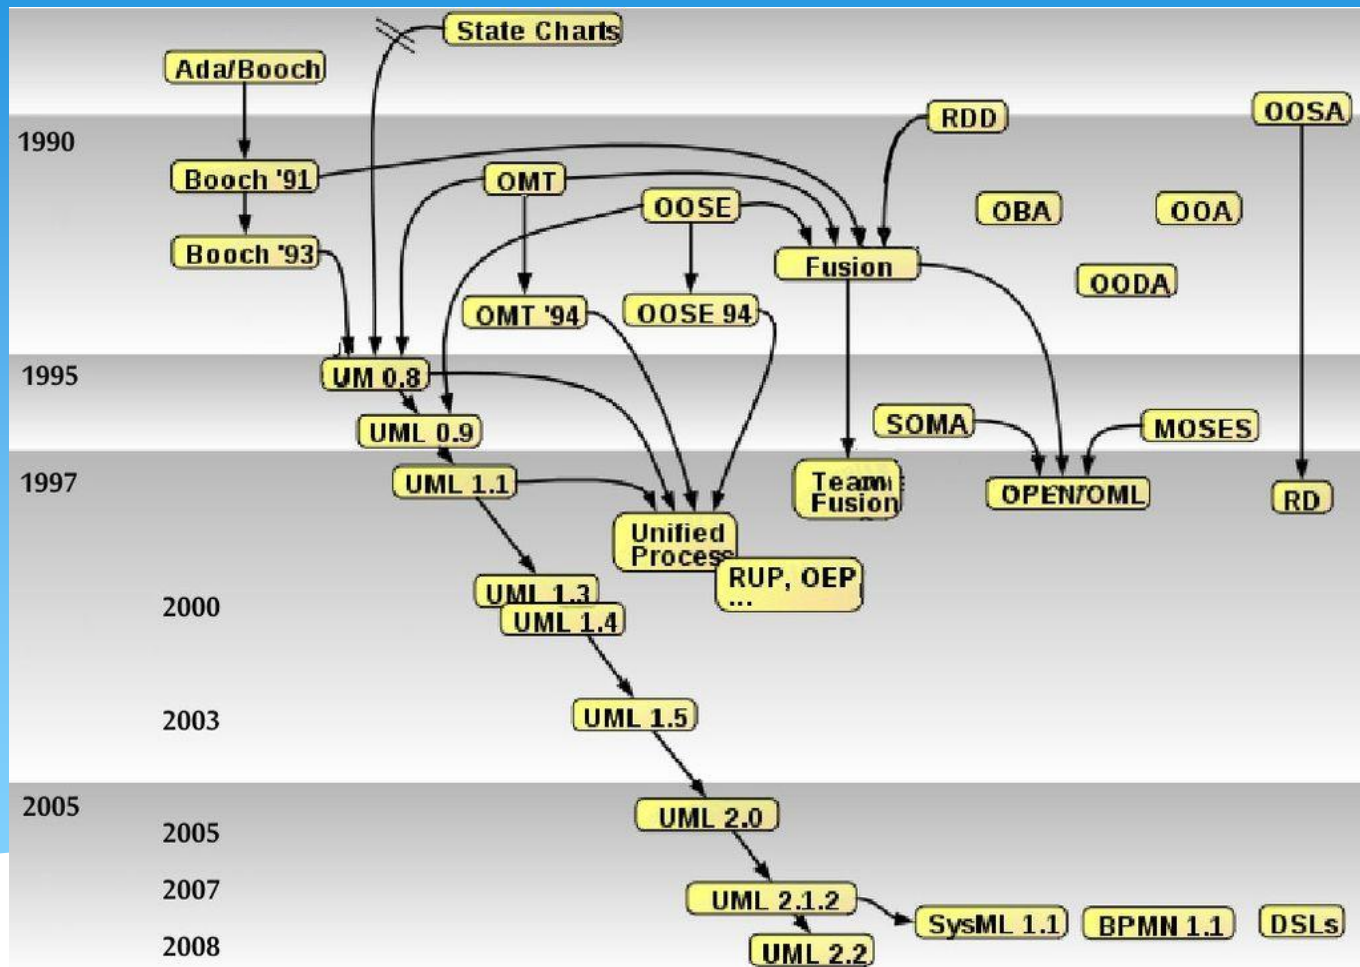 State Charts
Ada/Booch
RDD
OOSA
1990
Booch '91
OMT
OOSE
OBA
OOA
Booch '93
Fusion
OODA
OMT '94
OOSE 94
1995
UM 0.8
SOMA
MOSES
UML 0.9
1997
UML 1.1
Team
Fusion
OPEN/OML
RD
Unified
Process
RUP, OEP
...
UML 1.3
2000
UML 1.4
2003
UML 1.5
2005
UML 2.0
2005
2007
UML 2.1.2
SysML 1.1
BPMN 1.1
DSLs
2008
UML 2.2